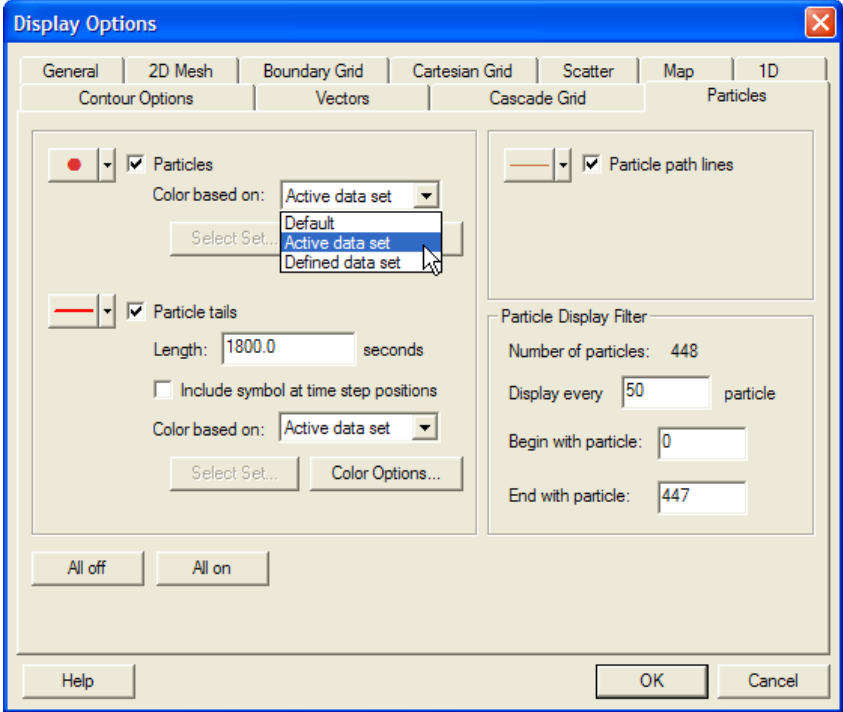 Display Options
General 2D Mesh Boundary Grid Cartesian Grid Scatter Map 1D
Contour Options Vectors Cascade Grid Particles
Particles
Color based on: Active data set
Default
Active data set
Defined data set
Select Set...
Particle tails
Length: 1800.0 seconds
Include symbol at time step positions
Color based on: Active data set
Select Set... Color Options...
Particle path lines
Particle Display Filter
Number of particles: 448
Display every 50 particle
Begin with particle: 0
End with particle: 447
All off All on
Help OK Cancel